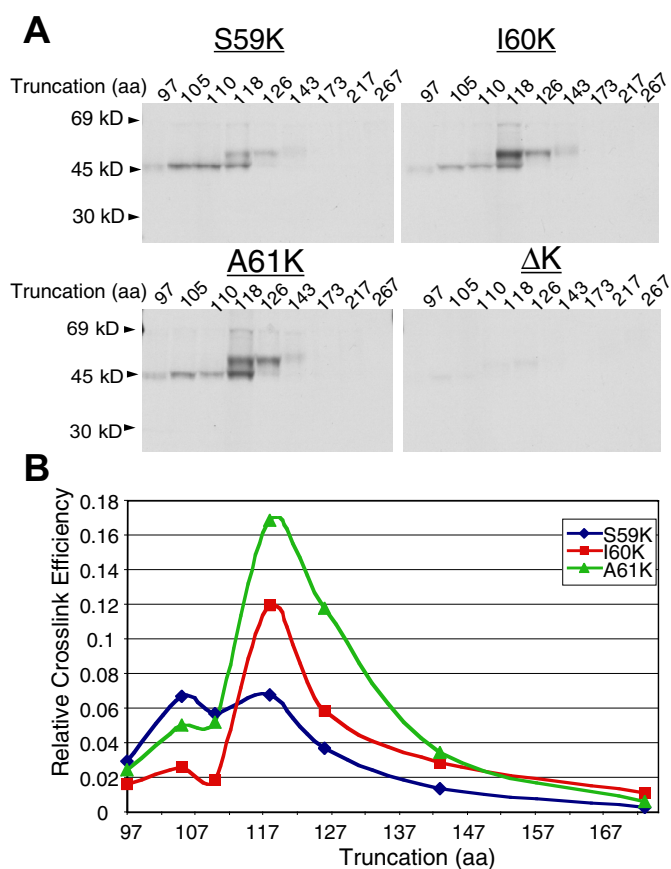 A
S59K
I60K
Truncation (aa) 97 105 110 118 126 143 173 217 267
97 105 110 118 126 143 173 217 267
69 kD
45 kD
30 kD
A61K
ΔK
Truncation (aa) 97 105 110 118 126 143 173 217 267
97 105 110 118 126 143 173 217 267
69 kD
45 kD
30 kD
B
Relative Crosslink Efficiency
0.18
0.16
0.14
0.12
0.1
0.08
0.06
0.04
0.02
0
S59K
I60K
A61K
97 107 117 127 137 147 157 167
Truncation (aa)